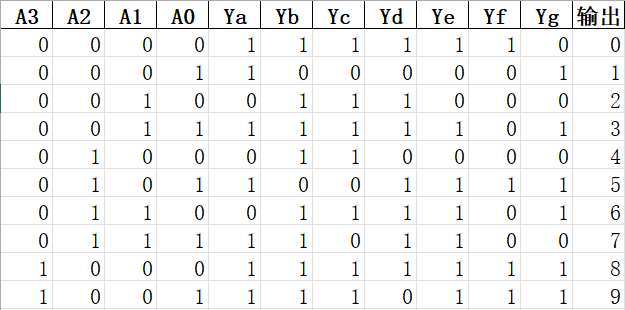 A3 A2 A1 A0 Ya Yb Yc Yd Ye Yf Yg 输出
0 0 0 0 1 1 1 1 1 1 0 0
0 0 0 1 1 0 0 0 0 0 1 1
0 0 1 0 0 1 1 1 0 0 0 2
0 0 1 1 1 1 1 1 1 0 1 3
0 1 0 0 0 1 1 0 0 0 0 4
0 1 0 1 1 0 0 1 1 1 1 5
0 1 1 0 0 1 1 1 1 0 1 6
0 1 1 1 1 1 0 1 1 0 0 7
1 0 0 0 1 1 1 1 1 1 1 8
1 0 0 1 1 1 1 0 1 1 1 9